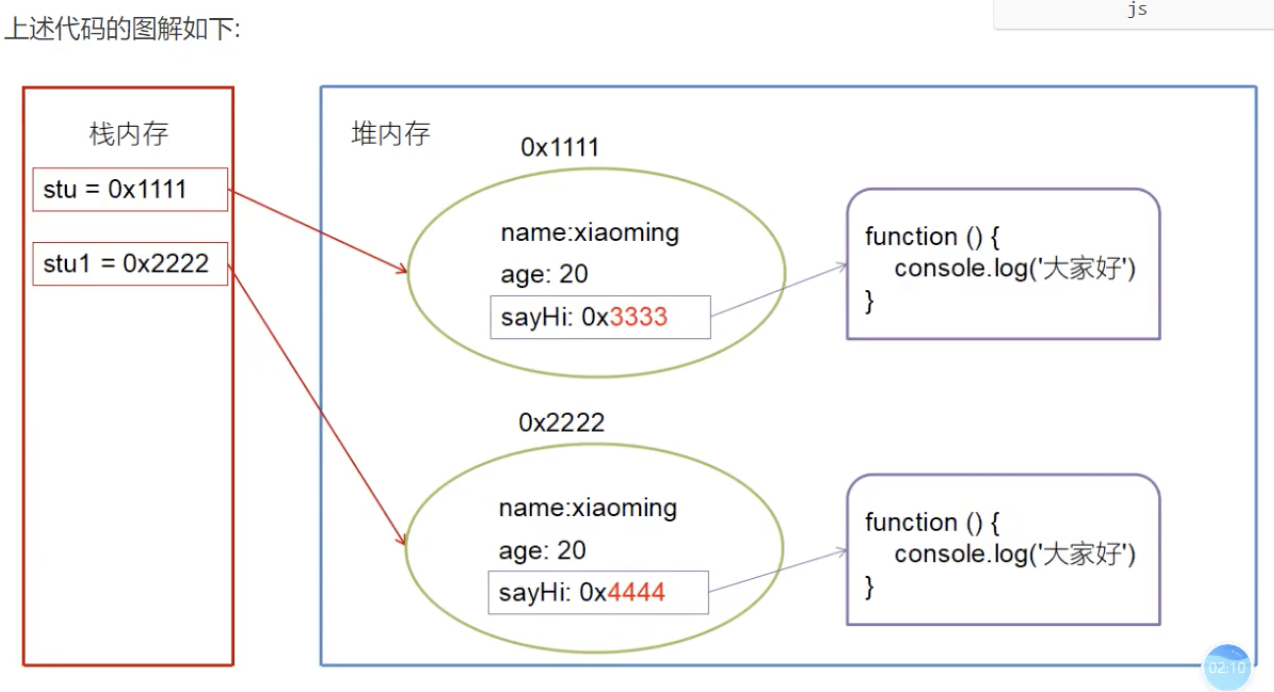 js
上述代码的图解如下:
栈内存
stu = 0x1111
stu1 = 0x2222
堆内存
0x1111
name:xiaoming
age: 20
sayHi: 0x3333
function () {
console.log('大家好')
}
0x2222
name:xiaoming
age: 20
sayHi: 0x4444
function () {
console.log('大家好')
}
02:10